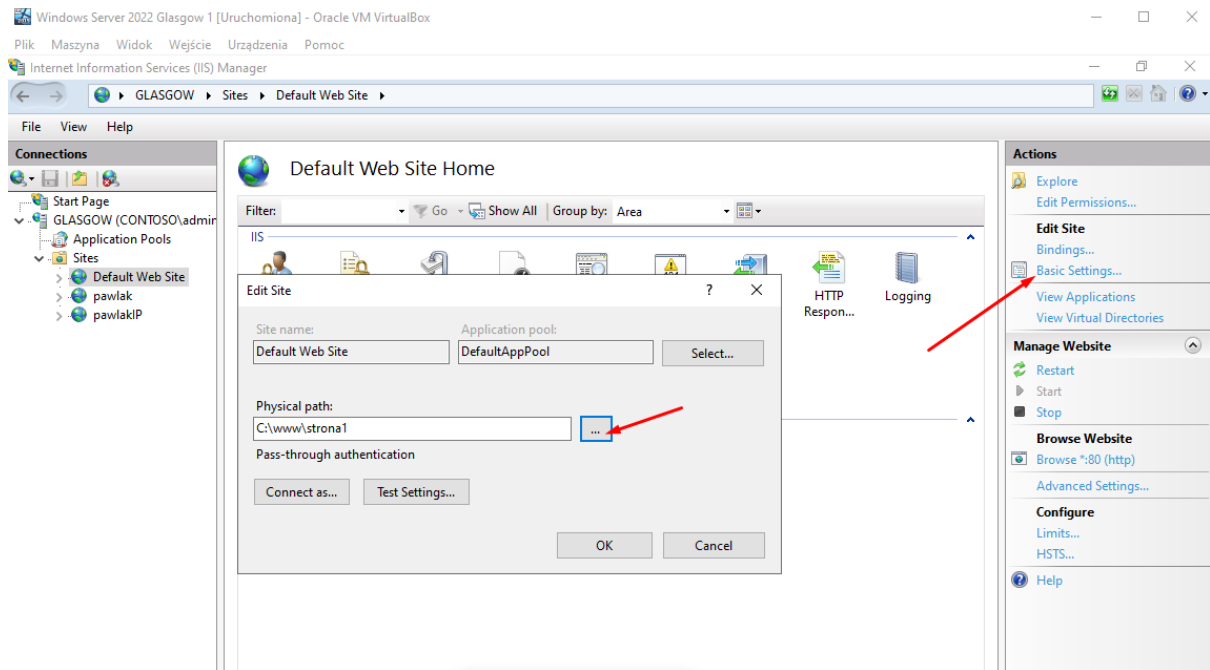 Windows Server 2022 Glasgow 1 [Uruchomiona] - Oracle VM VirtualBox
Plik Maszyna Widok Wejście Urządzenia Pomoc
Internet Information Services (IIS) Manager
GLASGOW Sites Default Web Site
File View Help
Connections
Start Page
GLASGOW (CONTOSO\admir
Application Pools
Sites
Default Web Site
pawlak
pawlakIP
Default Web Site Home
Filter: Go Show All Group by: Area
IIS
HTTP
Respon...
Logging
Edit Site
? 
Site name:
Application pool:
Default Web Site
DefaultAppPool
Select...
Physical path:
C:\www\strona1
...
Pass-through authentication
Connect as...
Test Settings...
OK
Cancel
Actions
Explore
Edit Permissions...
Edit Site
Bindings...
Basic Settings...
View Applications
View Virtual Directories
Manage Website
Restart
Start
Stop
Browse Website
Browse *:80 (http)
Advanced Settings...
Configure
Limits...
HSTS...
Help